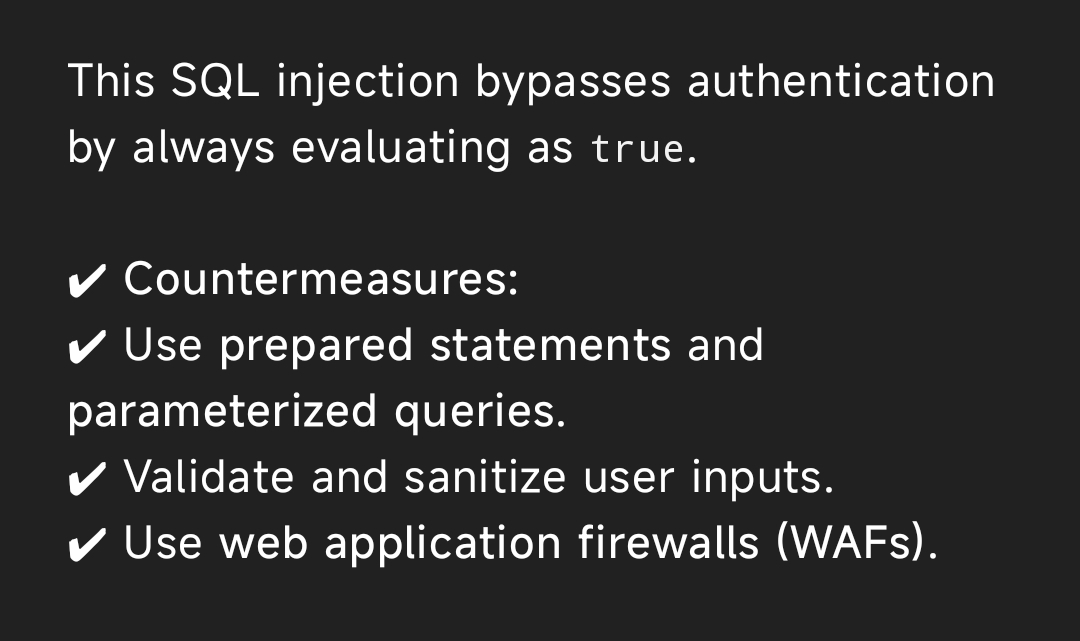 This SQL injection bypasses authentication
by always evaluating as true.
✔ Countermeasures:
✔ Use prepared statements and
parameterized queries.
✔ Validate and sanitize user inputs.
✔ Use web application firewalls (WAFs).